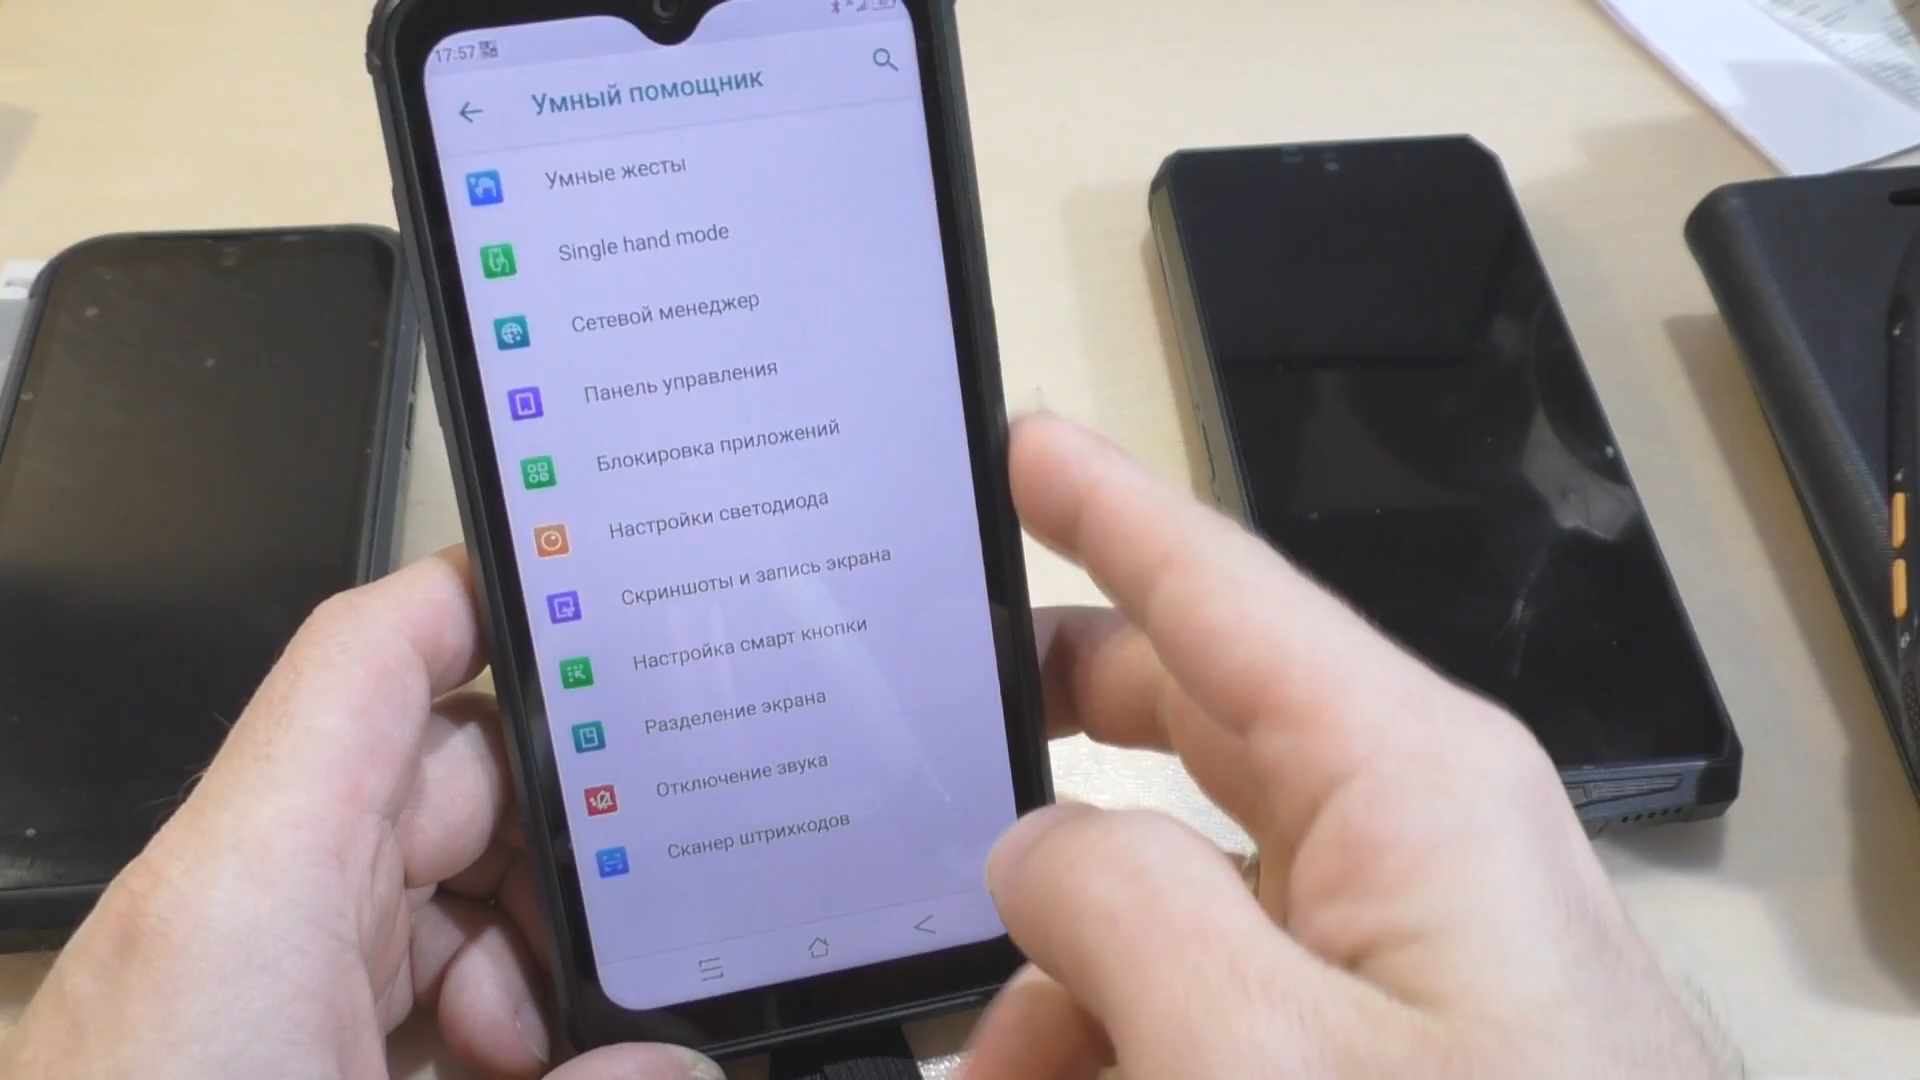 17:57
Умный помощник
Умные жесты
Single hand mode
Сетевой менеджер
Панель управления
Блокировка приложений
Настройки светодиода
Скриншоты и запись экрана
Настройка смарт кнопки
Разделение экрана
Отключение звука
Сканер штрихкодов